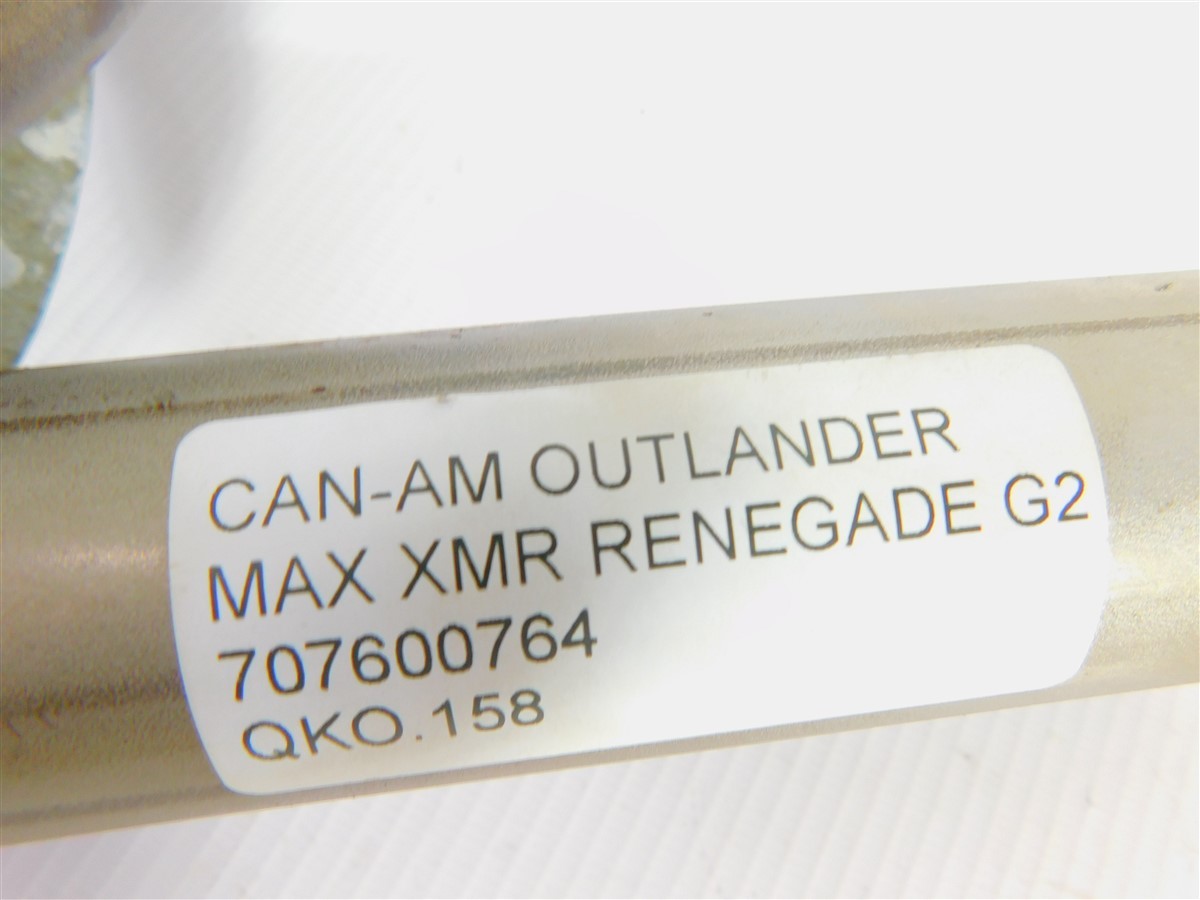 CAN-AM OUTLANDER
MAX XMR RENEGADE G2
707600764
QKO.158